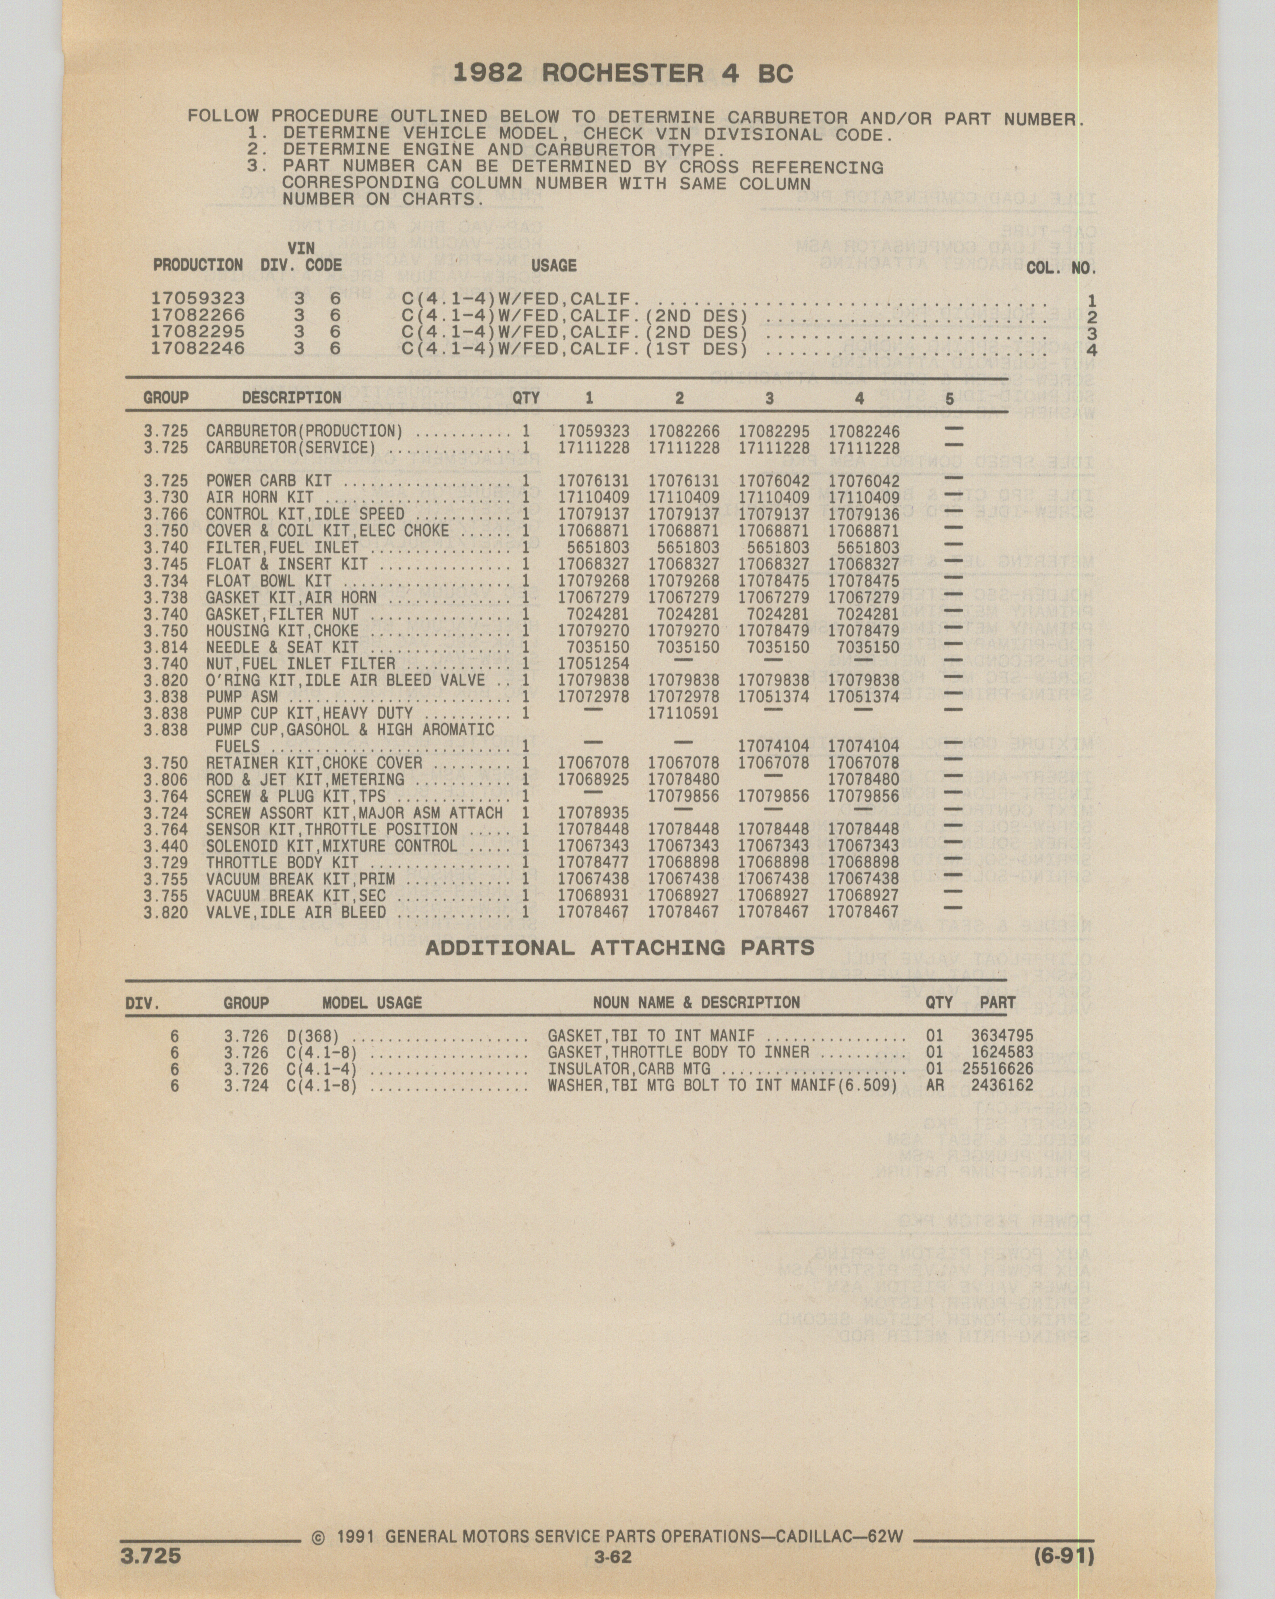 1982 ROCHESTER 4 BC
FOLLOW PROCEDURE OUTLINED BELOW TO DETERMINE CARBURETOR AND/OR PART NUMBER.
1. DETERMINE VEHICLE MODEL, CHECK VIN DIVISIONAL CODE.
2. DETERMINE ENGINE AND CARBURETOR TYPE.
3. PART NUMBER CAN BE DETERMINED BY CROSS REFERENCING
CORRESPONDING COLUMN NUMBER WITH SAME COLUMN
NUMBER ON CHARTS.
VIN
PRODUCTION DIV. CODE USAGE COL. NO.
17059323 3 6 C(4.1-4)W/FED,CALIF. ................................. 1
17082266 3 6 C(4.1-4)W/FED,CALIF.(2ND DES) ........................ 2
17082295 3 6 C(4.1-4)W/FED,CALIF.(2ND DES) ........................ 3
17082246 3 6 C(4.1-4)W/FED,CALIF.(1ST DES) ........................ 4
GROUP DESCRIPTION QTY 1 2 3 4 5
3.725 CARBURETOR(PRODUCTION) ........... 1 17059323 17082266 17082295 17082246 —
3.725 CARBURETOR(SERVICE) .............. 1 17111228 17111228 17111228 17111228 —
3.725 POWER CARB KIT ................... 1 17076131 17076131 17076042 17076042 —
3.730 AIR HORN KIT ..................... 1 17110409 17110409 17110409 17110409 —
3.766 CONTROL KIT,IDLE SPEED ........... 1 17079137 17079137 17079137 17079136 —
3.750 COVER & COIL KIT,ELEC CHOKE ...... 1 17068871 17068871 17068871 17068871 —
3.740 FILTER,FUEL INLET ................ 1 5651803 5651803 5651803 5651803 —
3.745 FLOAT & INSERT KIT ............... 1 17068327 17068327 17068327 17068327 —
3.734 FLOAT BOWL KIT ................... 1 17079268 17079268 17078475 17078475 —
3.738 GASKET KIT,AIR HORN .............. 1 17067279 17067279 17067279 17067279 —
3.740 GASKET,FILTER NUT ................ 1 7024281 7024281 7024281 7024281 —
3.750 HOUSING KIT,CHOKE ................ 1 17079270 17079270 17078479 17078479 —
3.814 NEEDLE & SEAT KIT ................ 1 7035150 7035150 7035150 7035150 —
3.740 NUT,FUEL INLET FILTER ............ 1 17051254 — — — —
3.820 O'RING KIT,IDLE AIR BLEED VALVE .. 1 17079838 17079838 17079838 17079838 —
3.838 PUMP ASM ......................... 1 17072978 17072978 17051374 17051374 —
3.838 PUMP CUP KIT,HEAVY DUTY .......... 1 — 17110591 — — —
3.838 PUMP CUP,GASOHOL & HIGH AROMATIC
FUELS ........................... 1 — — 17074104 17074104 —
3.750 RETAINER KIT,CHOKE COVER ......... 1 17067078 17067078 17067078 17067078 —
3.806 ROD & JET KIT,METERING ........... 1 17068925 17078480 — 17078480 —
3.764 SCREW & PLUG KIT,TPS ............. 1 — 17079856 17079856 17079856 —
3.724 SCREW ASSORT KIT,MAJOR ASM ATTACH 1 17078935 — — — —
3.764 SENSOR KIT,THROTTLE POSITION ..... 1 17078448 17078448 17078448 17078448 —
3.440 SOLENOID KIT,MIXTURE CONTROL ..... 1 17067343 17067343 17067343 17067343 —
3.729 THROTTLE BODY KIT ................ 1 17078477 17068898 17068898 17068898 —
3.755 VACUUM BREAK KIT,PRIM ............ 1 17067438 17067438 17067438 17067438 —
3.755 VACUUM BREAK KIT,SEC ............. 1 17068931 17068927 17068927 17068927 —
3.820 VALVE,IDLE AIR BLEED ............. 1 17078467 17078467 17078467 17078467 —
ADDITIONAL ATTACHING PARTS
DIV. GROUP MODEL USAGE NOUN NAME & DESCRIPTION QTY PART
6 3.726 D(368) .................... GASKET,TBI TO INT MANIF ................ 01 3634795
6 3.726 C(4.1-8) .................. GASKET,THROTTLE BODY TO INNER .......... 01 1624583
6 3.726 C(4.1-4) .................. INSULATOR,CARB MTG ..................... 01 25516626
6 3.724 C(4.1-8) .................. WASHER,TBI MTG BOLT TO INT MANIF(6.509) AR 2436162
© 1991 GENERAL MOTORS SERVICE PARTS OPERATIONS—CADILLAC—62W
3.725 3-62 (6-91)